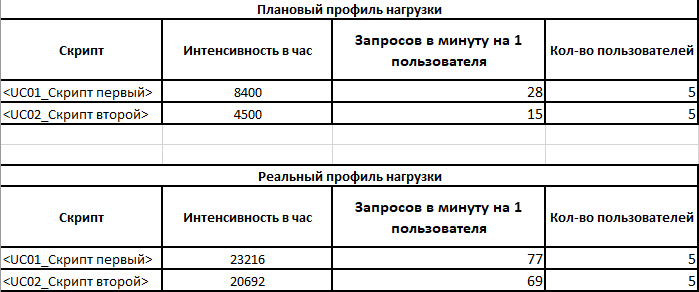 Плановый профиль нагрузки
Скрипт Интенсивность в час Запросов в минуту на 1 пользователя Кол-во пользователей
<UC01_Скрипт первый> 8400 28 5
<UC02_Скрипт второй> 4500 15 5
Реальный профиль нагрузки
Скрипт Интенсивность в час Запросов в минуту на 1 пользователя Кол-во пользователей
<UC01_Скрипт первый> 23216 77 5
<UC02_Скрипт второй> 20692 69 5